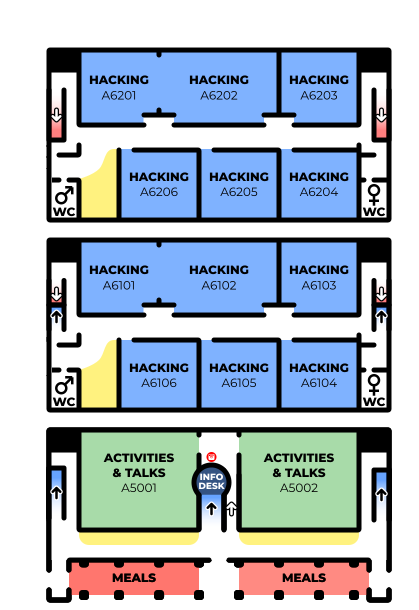 HACKING
A6201
HACKING
A6202
HACKING
A6203
HACKING
A6206
HACKING
A6205
HACKING
A6204
WC
WC
HACKING
A6101
HACKING
A6102
HACKING
A6103
HACKING
A6106
HACKING
A6105
HACKING
A6104
WC
WC
ACTIVITIES
& TALKS
A5001
INFO
DESK
ACTIVITIES
& TALKS
A5002
MEALS
MEALS